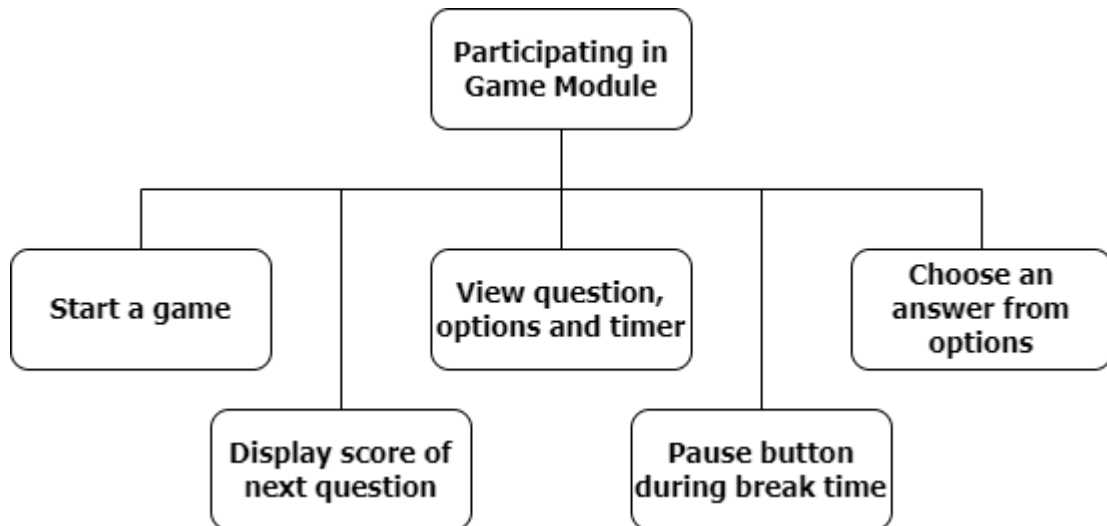 Participating in
Game Module
Start a game
View question,
options and timer
Choose an
answer from
options
Display score of
next question
Pause button
during break time